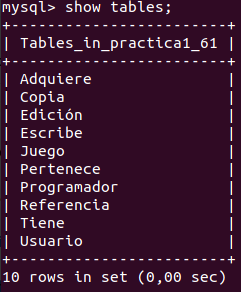 mysql> show tables;
+------------------------+
| Tables_in_practica1_61 |
+------------------------+
| Adquiere               |
| Copia                  |
| Edición                |
| Escribe                |
| Juego                  |
| Pertenece              |
| Programador            |
| Referencia             |
| Tiene                  |
| Usuario                |
+------------------------+
10 rows in set (0,00 sec)